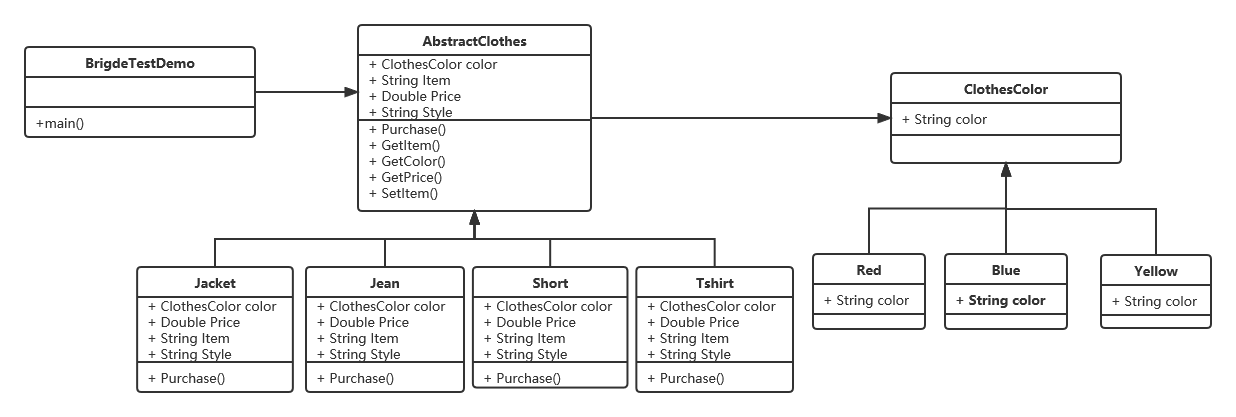 BrigdeTestDemo
+main()
AbstractClothes
+ ClothesColor color
+ String Item
+ Double Price
+ String Style
+ Purchase()
+ GetItem()
+ GetColor()
+ GetPrice()
+ SetItem()
ClothesColor
+ String color
Jacket
+ ClothesColor color
+ Double Price
+ String Item
+ String Style
+ Purchase()
Jean
+ ClothesColor color
+ Double Price
+ String Item
+ String Style
+ Purchase()
Short
+ ClothesColor color
+ Double Price
+ String Item
+ String Style
+ Purchase()
Tshirt
+ ClothesColor color
+ Double Price
+ String Item
+ String Style
+ Purchase()
Red
+ String color
Blue
+ String color
Yellow
+ String color